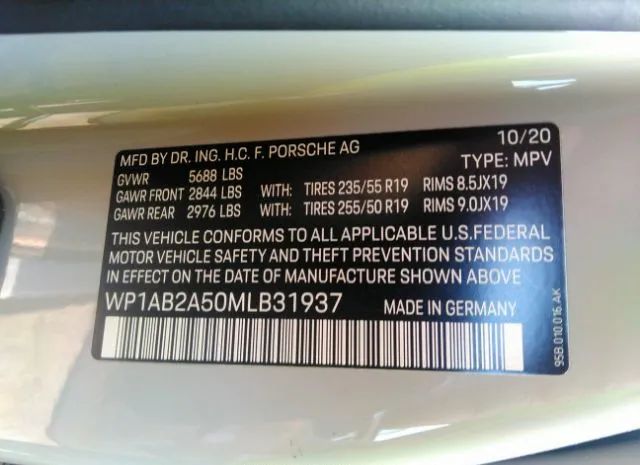 MFD BY DR. ING. H.C. F. PORSCHE AG 10/20
GVWR 5688 LBS TYPE: MPV
GAWR FRONT 2844 LBS WITH: TIRES 235/55 R19 RIMS 8.5JX19
GAWR REAR 2976 LBS WITH: TIRES 255/50 R19 RIMS 9.0JX19
THIS VEHICLE CONFORMS TO ALL APPLICABLE U.S.FEDERAL
MOTOR VEHICLE SAFETY AND THEFT PREVENTION STANDARDS
IN EFFECT ON THE DATE OF MANUFACTURE SHOWN ABOVE
WP1AB2A50MLB31937 MADE IN GERMANY
95B.010.016.AK